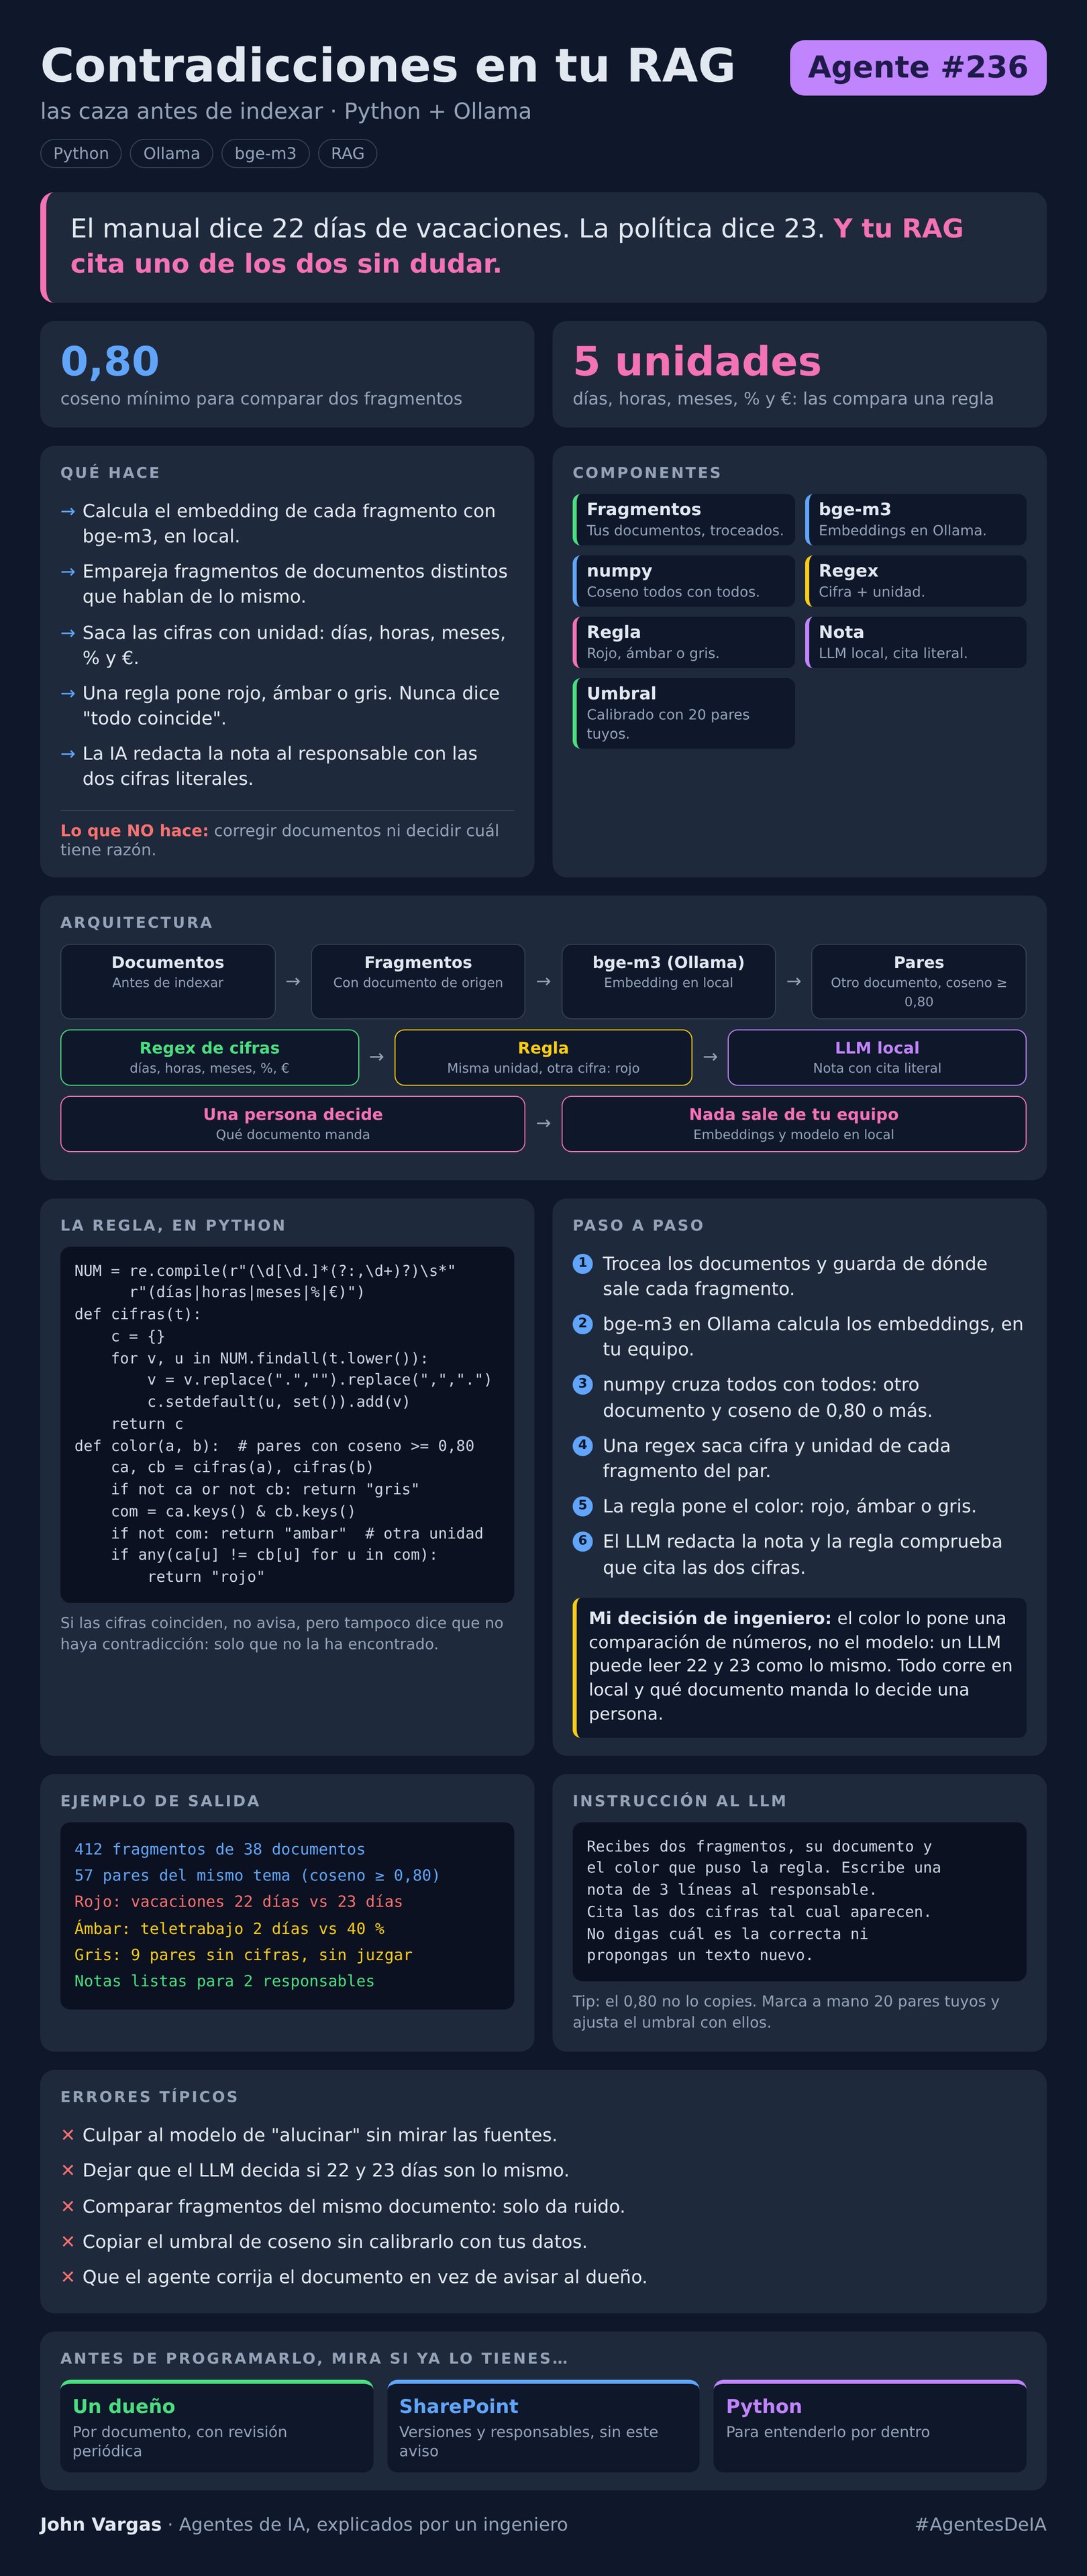 Contradicciones en tu RAG
Agente #236
las caza antes de indexar · Python + Ollama
Python
Ollama
bge-m3
RAG
El manual dice 22 días de vacaciones. La política dice 23. Y tu RAG
cita uno de los dos sin dudar.
0,80
coseno mínimo para comparar dos fragmentos
5 unidades
días, horas, meses, % y €: las compara una regla
QUÉ HACE
→ Calcula el embedding de cada fragmento con
bge-m3, en local.
→ Empareja fragmentos de documentos distintos
que hablan de lo mismo.
→ Saca las cifras con unidad: días, horas, meses,
% y €.
→ Una regla pone rojo, ámbar o gris. Nunca dice
"todo coincide".
→ La IA redacta la nota al responsable con las
dos cifras literales.
Lo que NO hace: corregir documentos ni decidir cuál
tiene razón.
COMPONENTES
Fragmentos
Tus documentos, troceados.
bge-m3
Embeddings en Ollama.
numpy
Coseno todos con todos.
Regex
Cifra + unidad.
Regla
Rojo, ámbar o gris.
Nota
LLM local, cita literal.
Umbral
Calibrado con 20 pares
tuyos.
ARQUITECTURA
Documentos
Antes de indexar
→
Fragmentos
Con documento de origen
→
bge-m3 (Ollama)
Embedding en local
→
Pares
Otro documento, coseno ≥
0,80
Regex de cifras
días, horas, meses, %, €
→
Regla
Misma unidad, otra cifra: rojo
→
LLM local
Nota con cita literal
Una persona decide
Qué documento manda
→
Nada sale de tu equipo
Embeddings y modelo en local
LA REGLA, EN PYTHON
NUM = re.compile(r"(\d[\d.]*(?:,\d+)?)\s*"
r"(días|horas|meses|%|€)")
def cifras(t):
c = {}
for v, u in NUM.findall(t.lower()):
v = v.replace(".","").replace(",",".")
c.setdefault(u, set()).add(v)
return c
def color(a, b):  # pares con coseno >= 0,80
ca, cb = cifras(a), cifras(b)
if not ca or not cb: return "gris"
com = ca.keys() & cb.keys()
if not com: return "ambar"  # otra unidad
if any(ca[u] != cb[u] for u in com):
return "rojo"
Si las cifras coinciden, no avisa, pero tampoco dice que no
haya contradicción: solo que no la ha encontrado.
PASO A PASO
1 Trocea los documentos y guarda de dónde
sale cada fragmento.
2 bge-m3 en Ollama calcula los embeddings, en
tu equipo.
3 numpy cruza todos con todos: otro
documento y coseno de 0,80 o más.
4 Una regex saca cifra y unidad de cada
fragmento del par.
5 La regla pone el color: rojo, ámbar o gris.
6 El LLM redacta la nota y la regla comprueba
que cita las dos cifras.
Mi decisión de ingeniero: el color lo pone una
comparación de números, no el modelo: un LLM
puede leer 22 y 23 como lo mismo. Todo corre en
local y qué documento manda lo decide una
persona.
EJEMPLO DE SALIDA
412 fragmentos de 38 documentos
57 pares del mismo tema (coseno ≥ 0,80)
Rojo: vacaciones 22 días vs 23 días
Ámbar: teletrabajo 2 días vs 40 %
Gris: 9 pares sin cifras, sin juzgar
Notas listas para 2 responsables
INSTRUCCIÓN AL LLM
Recibes dos fragmentos, su documento y
el color que puso la regla. Escribe una
nota de 3 líneas al responsable.
Cita las dos cifras tal cual aparecen.
No digas cuál es la correcta ni
propongas un texto nuevo.
Tip: el 0,80 no lo copies. Marca a mano 20 pares tuyos y
ajusta el umbral con ellos.
ERRORES TÍPICOS
✕ Culpar al modelo de "alucinar" sin mirar las fuentes.
✕ Dejar que el LLM decida si 22 y 23 días son lo mismo.
✕ Comparar fragmentos del mismo documento: solo da ruido.
✕ Copiar el umbral de coseno sin calibrarlo con tus datos.
✕ Que el agente corrija el documento en vez de avisar al dueño.
ANTES DE PROGRAMARLO, MIRA SI YA LO TIENES…
Un dueño
Por documento, con revisión
periódica
SharePoint
Versiones y responsables, sin este
aviso
Python
Para entenderlo por dentro
John Vargas · Agentes de IA, explicados por un ingeniero
#AgentesDeIA